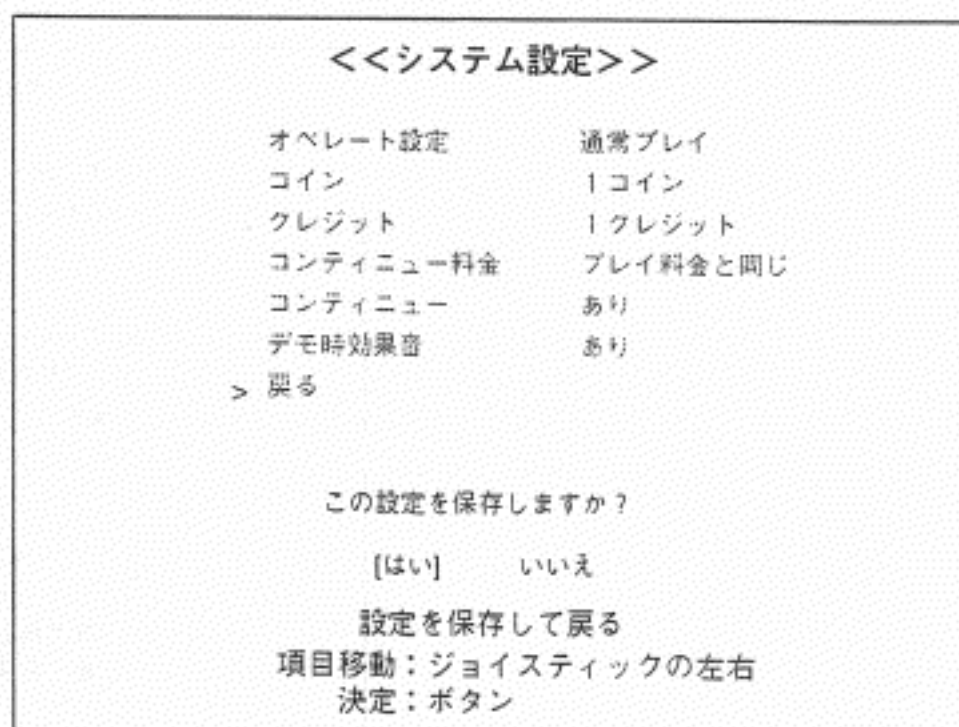 ＜＜システム設定＞＞
オペレート設定 通常プレイ
コイン 1コイン
クレジット 1クレジット
コンティニュー料金 プレイ料金と同じ
コンティニュー あり
デモ時効果音 あり
> 戻る
この設定を保存しますか？
[はい] いいえ
設定を保存して戻る
項目移動：ジョイスティックの左右
決定：ボタン